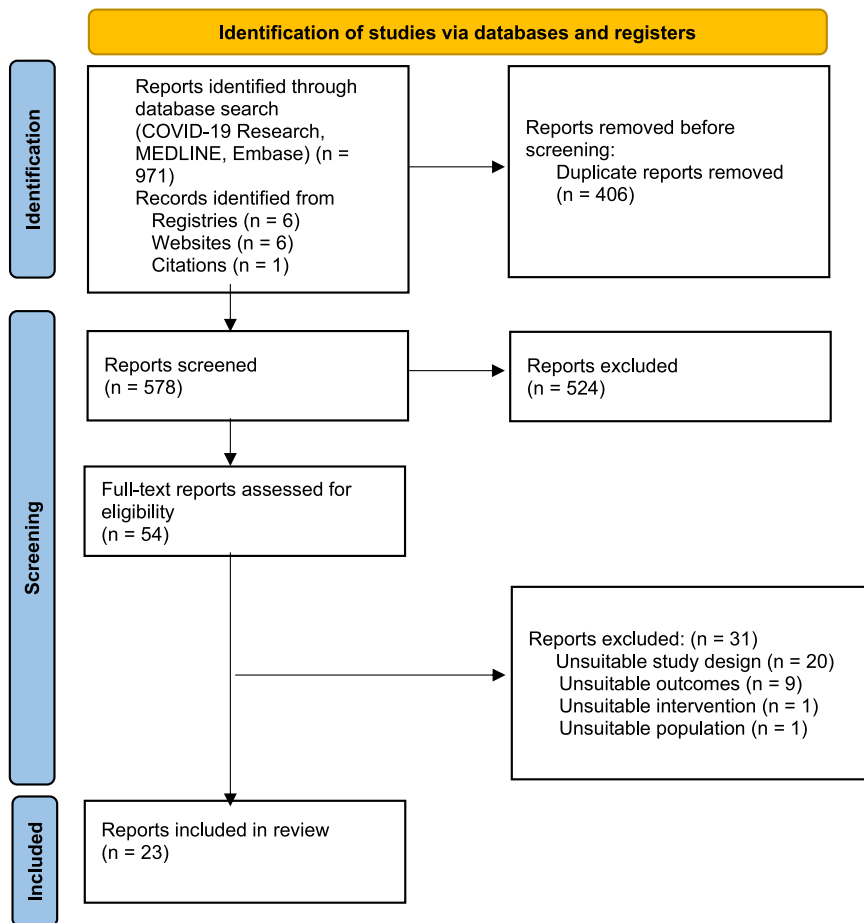 Identification of studies via databases and registers
Identification
Reports identified through
database search
(COVID-19 Research,
MEDLINE, Embase) (n =
971)
Records identified from
Registries (n = 6)
Websites (n = 6)
Citations (n = 1)
Reports removed before
screening:
Duplicate reports removed
(n = 406)
Screening
Reports screened
(n = 578)
Reports excluded
(n = 524)
Full-text reports assessed for
eligibility
(n = 54)
Reports excluded: (n = 31)
Unsuitable study design (n = 20)
Unsuitable outcomes (n = 9)
Unsuitable intervention (n = 1)
Unsuitable population (n = 1)
Included
Reports included in review
(n = 23)